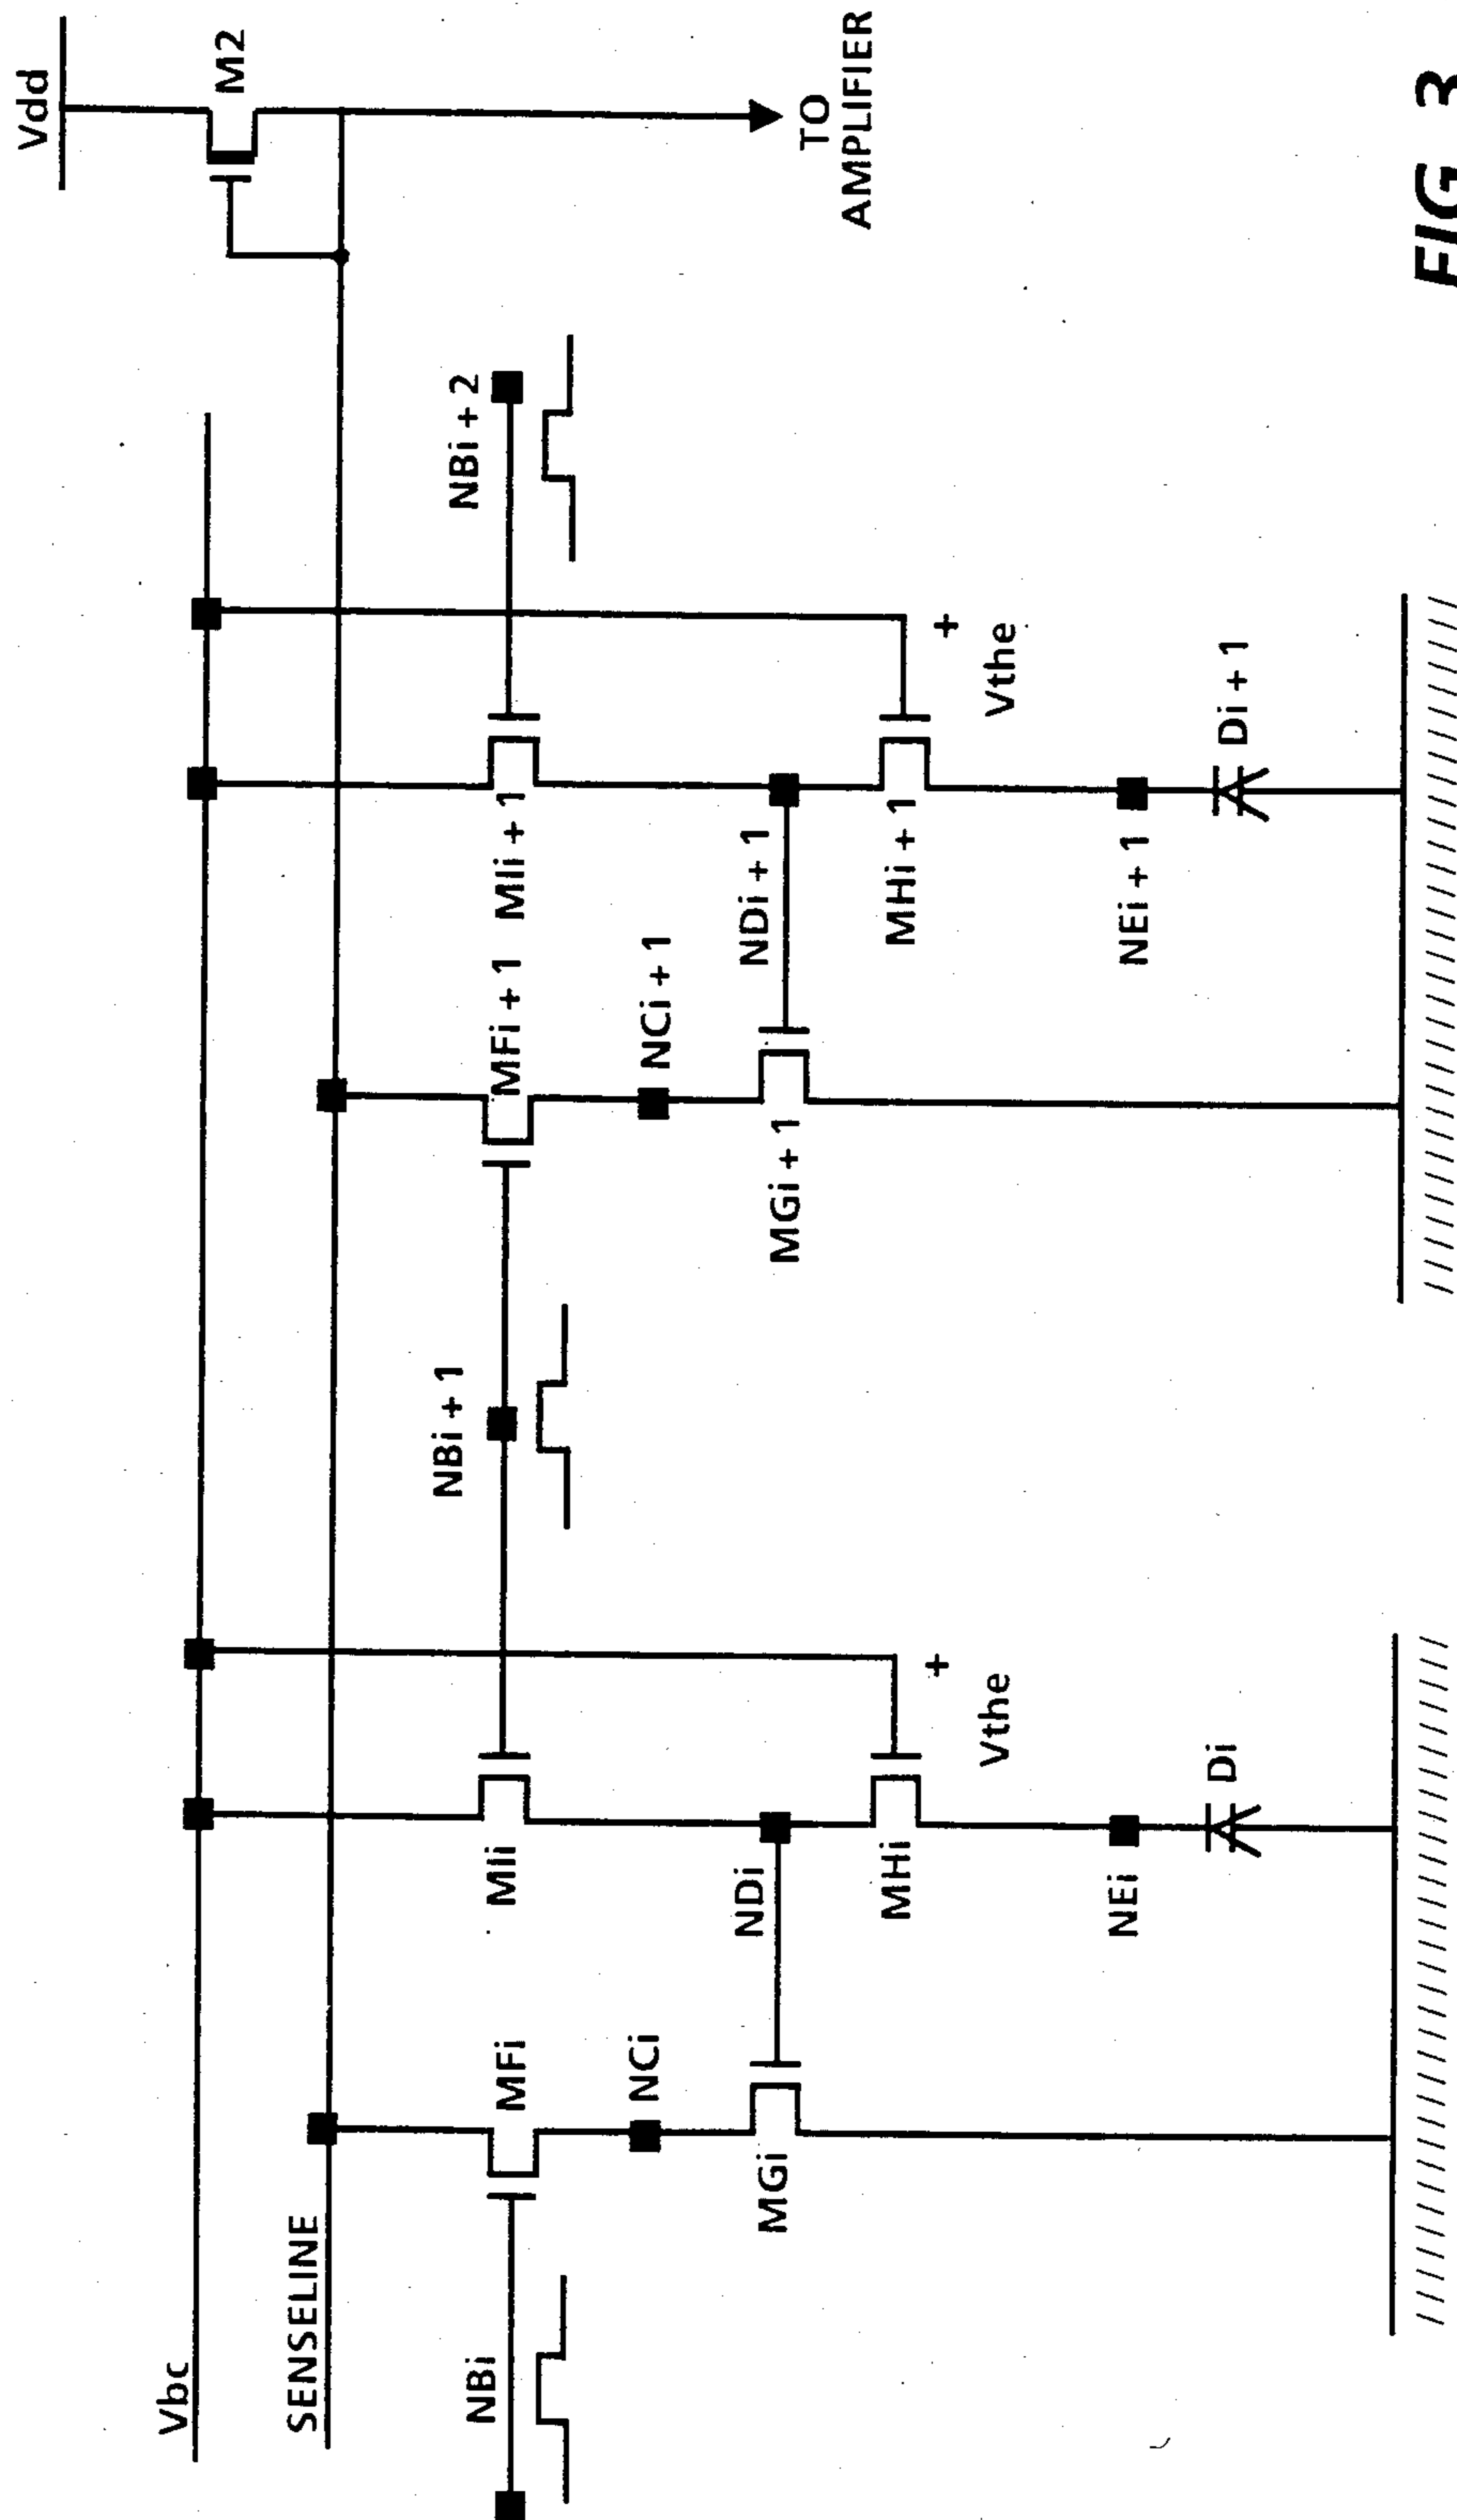 Vdd
M2
Vbc
SENSELINE
TO
AMPLIFIER
NBi
NBi + 1
NBi + 2
MFi
MIi
MFi + 1
MIi + 1
NCi
NCi + 1
NDi
NDi + 1
MGi
MHi
MGi + 1
MHi + 1
+
Vthe
+
Vthe
NEi
Di
NEi + 1
Di + 1
FIG 3